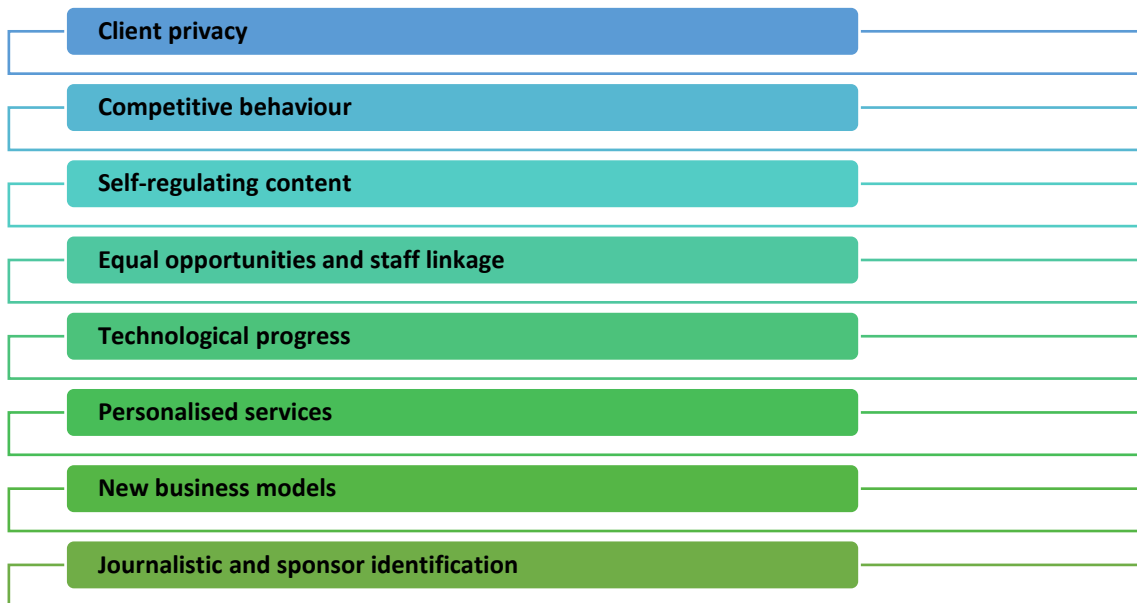 Client privacy
Competitive behaviour
Self-regulating content
Equal opportunities and staff linkage
Technological progress
Personalised services
New business models
Journalistic and sponsor identification